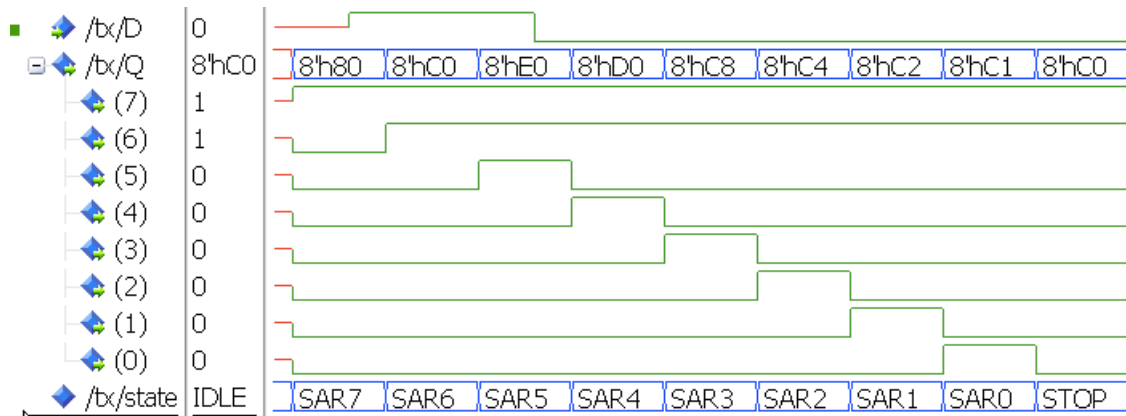 /tx/D 0
/tx/Q 8'hC0 8'h80 8'hC0 8'hE0 8'hD0 8'hC8 8'hC4 8'hC2 8'hC1 8'hC0
(7) 1
(6) 1
(5) 0
(4) 0
(3) 0
(2) 0
(1) 0
(0) 0
/tx/state IDLE SAR7 SAR6 SAR5 SAR4 SAR3 SAR2 SAR1 SAR0 STOP